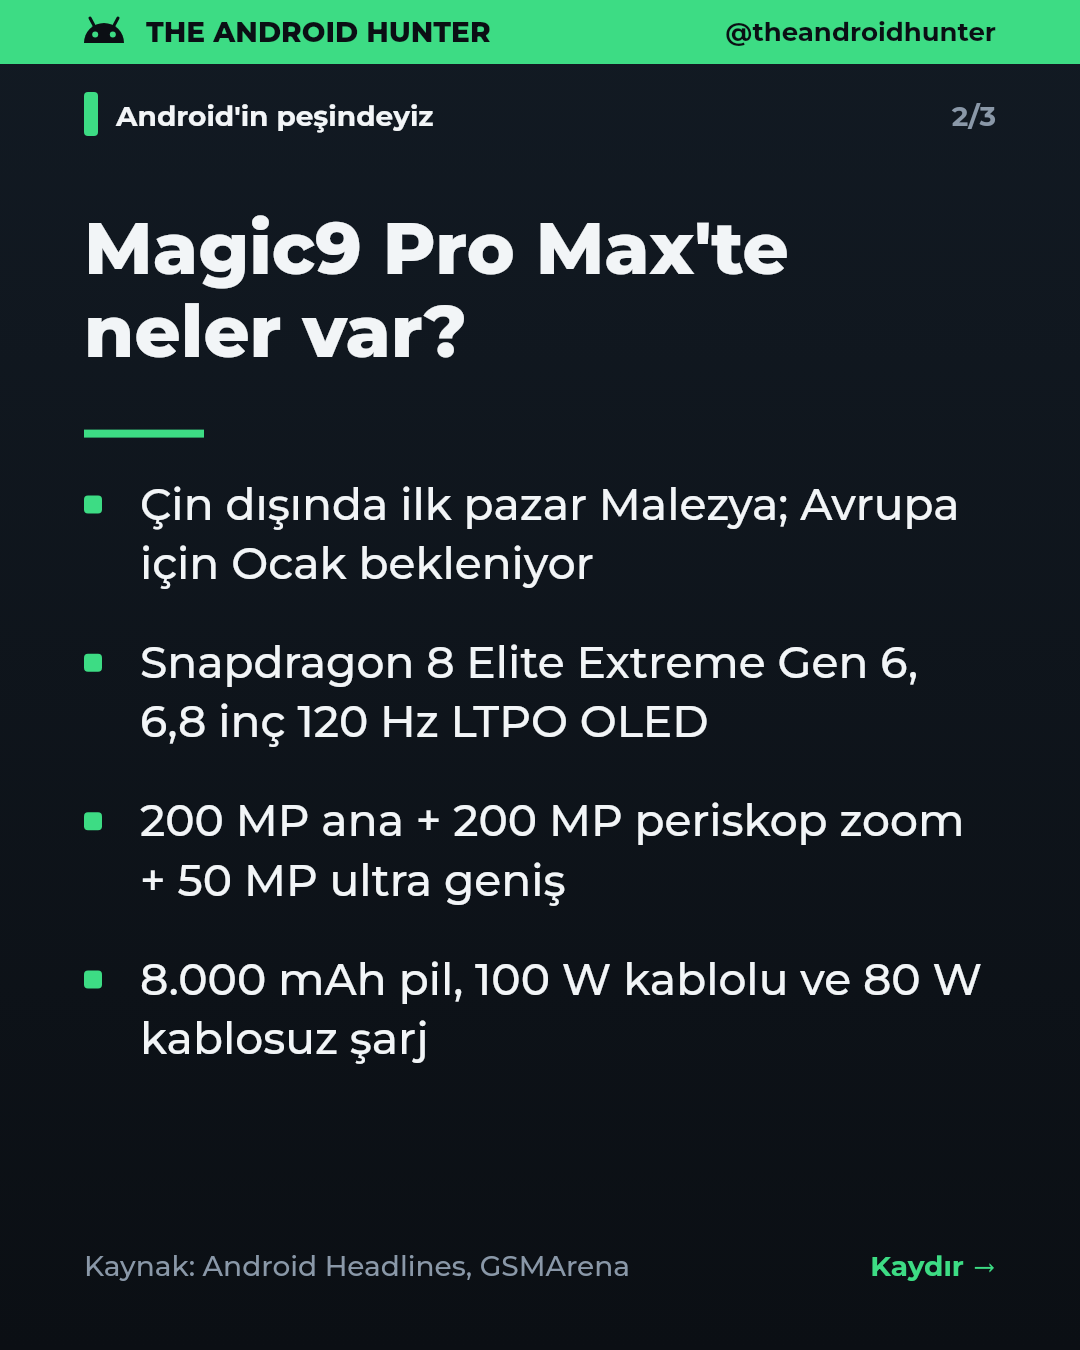 THE ANDROID HUNTER
@theandroidhunter
Android'in peşindeyiz
2/3
Magic9 Pro Max'te
neler var?
Çin dışında ilk pazar Malezya; Avrupa
için Ocak bekleniyor
Snapdragon 8 Elite Extreme Gen 6,
6,8 inç 120 Hz LTPO OLED
200 MP ana + 200 MP periskop zoom
+ 50 MP ultra geniş
8.000 mAh pil, 100 W kablolu ve 80 W
kablosuz şarj
Kaynak: Android Headlines, GSMArena
Kaydır →